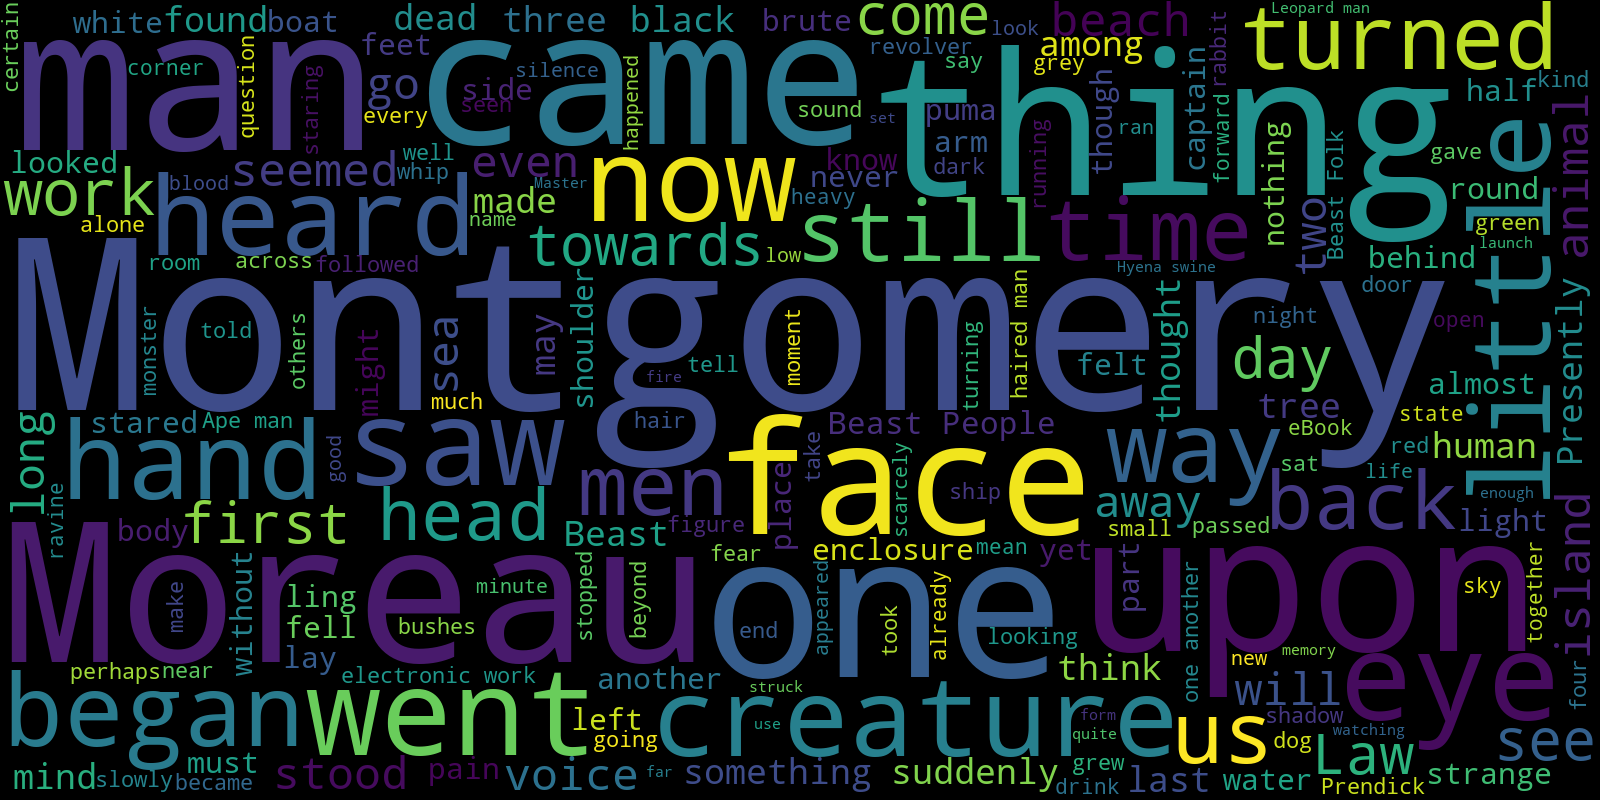 certain
white
found
boat
dead
three
black
brute
come
look
beach
rabbit
Leopard man
turned
man
corner
question
staring
feet
go
every
side
seen
silence
happened
came
revolver
say
sound
set
thing
among
grey
though
captain
forward
half
kind
little
animal
looked
work
alone
seemed
blood
heard
well
whip
even
made
name
Master
now
know
never
heavy
puma
arm
dark
ran
running
time
nothing
two
Beast Folk
gave
round
green
launch
behind
room
across
followed
towards
low
still
Hyena swine
door
Presently
Montgomery
monster
told
others
might
sea
much
may
shoulder
fire
tell
moment
turning
haired man
felt
thought
night
day
open
almost
tree
state
long
stared
Ape man
hand
good
saw
hair
men
face
Beast People
take
place
scarcely
ship
way
away
eBook
sat
red
life
human
back
enough
light
island
ravine
body
first
head
Beast
figure
fear
enclosure
mean
yet
small
passed
Moreau
make
without
ling
fell
lay
minute
bushes
stopped
beyond
one
end
appeared
took
already
looking
part
one another
upon
sky
together
perhaps
near
electronic work
another
struck
think
new
memory
will
eye
four
began
went
left
going
creature
use
form
quite
us
shadow
dog
watching
Law
see
mind
slowly
must
became
stood
pain
voice
far
something
suddenly
grew
drink
last
water
Prendick
strange